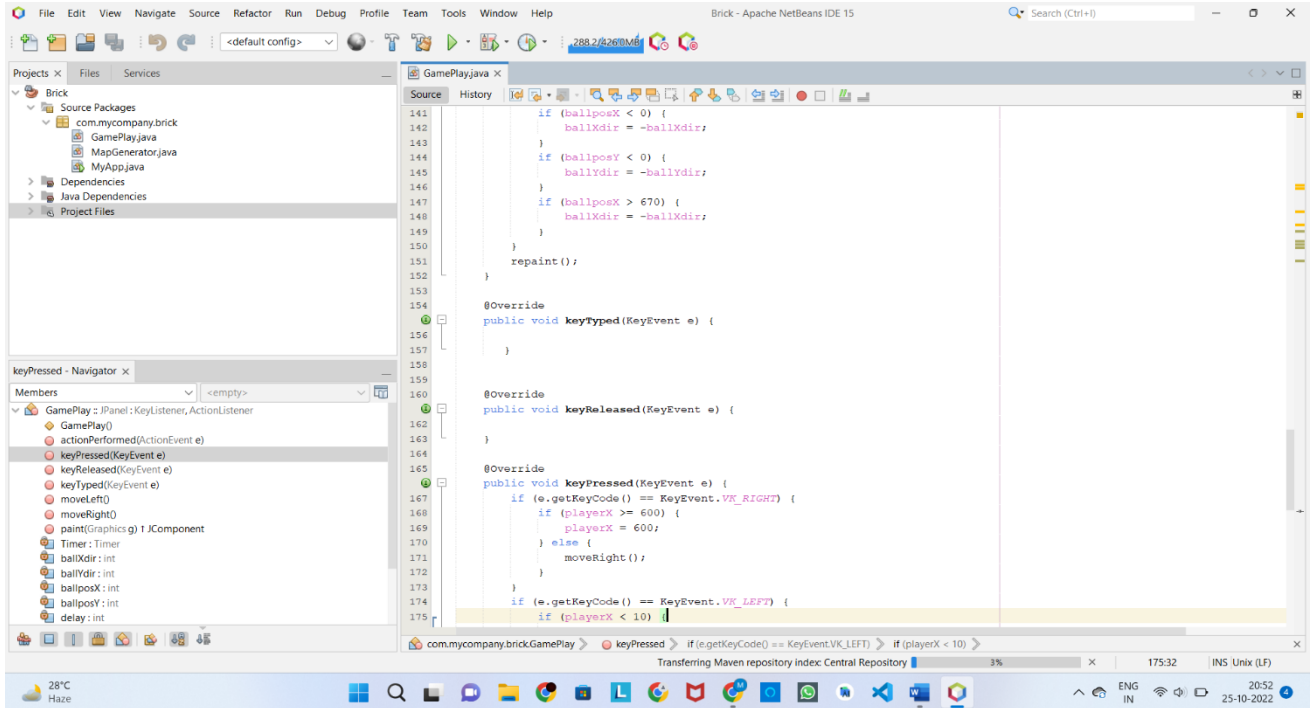 File Edit View Navigate Source Refactor Run Debug Profile Team Tools Window Help Brick - Apache NetBeans IDE 15 Search (Ctrl+I)
<default config> 288.2/426.0MB
Projects Files Services
Brick
Source Packages
com.mycompany.brick
GamePlay.java
MapGenerator.java
MyApp.java
Dependencies
Java Dependencies
Project Files
keyPressed - Navigator
Members <empty>
GamePlay :: JPanel : KeyListener, ActionListener
GamePlay()
actionPerformed(ActionEvent e)
keyPressed(KeyEvent e)
keyReleased(KeyEvent e)
keyTyped(KeyEvent e)
moveLeft()
moveRight()
paint(Graphics g) ↑ JComponent
Timer : Timer
ballXdir : int
ballYdir : int
ballposX : int
ballposY : int
delay : int
GamePlay.java
Source History
141 if (ballposX < 0) {
142 ballXdir = -ballXdir;
143 }
144 if (ballposY < 0) {
145 ballYdir = -ballYdir;
146 }
147 if (ballposX > 670) {
148 ballXdir = -ballXdir;
149 }
150 }
151 repaint();
152 }
153
154 @Override
public void keyTyped(KeyEvent e) {
156
157 }
158
159
160 @Override
public void keyReleased(KeyEvent e) {
162
163 }
164
165 @Override
public void keyPressed(KeyEvent e) {
167 if (e.getKeyCode() == KeyEvent.VK_RIGHT) {
168 if (playerX >= 600) {
169 playerX = 600;
170 } else {
171 moveRight();
172 }
173 }
174 if (e.getKeyCode() == KeyEvent.VK_LEFT) {
175 if (playerX < 10) {
com.mycompany.brick.GamePlay keyPressed if (e.getKeyCode() == KeyEvent.VK_LEFT) if (playerX < 10)
Transferring Maven repository index: Central Repository 3% 175:32 INS Unix (LF)
28°C
Haze
ENG
IN
20:52
25-10-2022
4